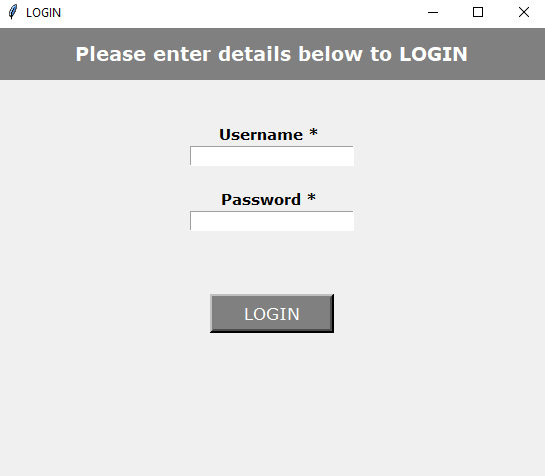 LOGIN
Please enter details below to LOGIN
Username *
Password *
LOGIN